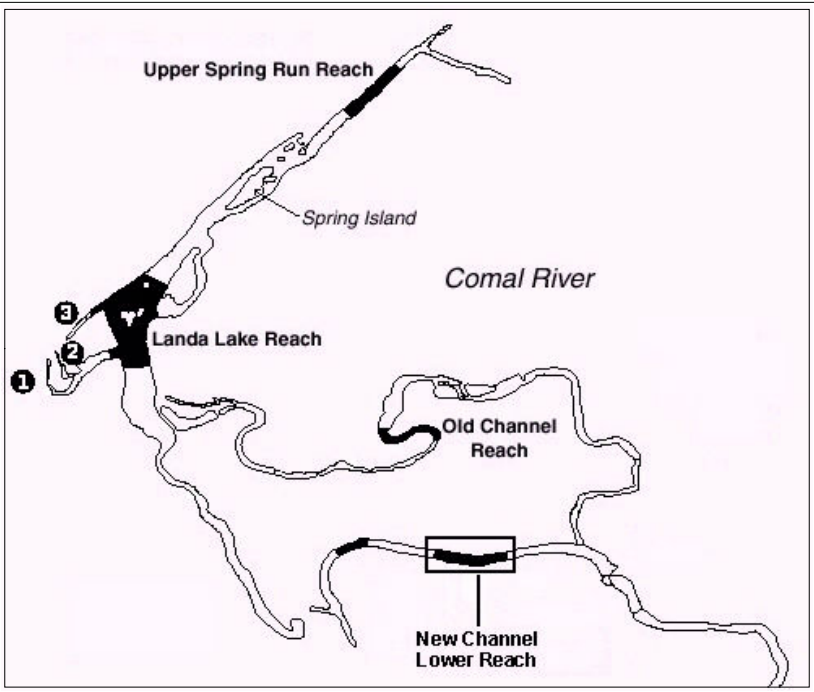 Upper Spring Run Reach
Spring Island
Comal River
3
Landa Lake Reach
2
1
Old Channel
Reach
New Channel
Lower Reach